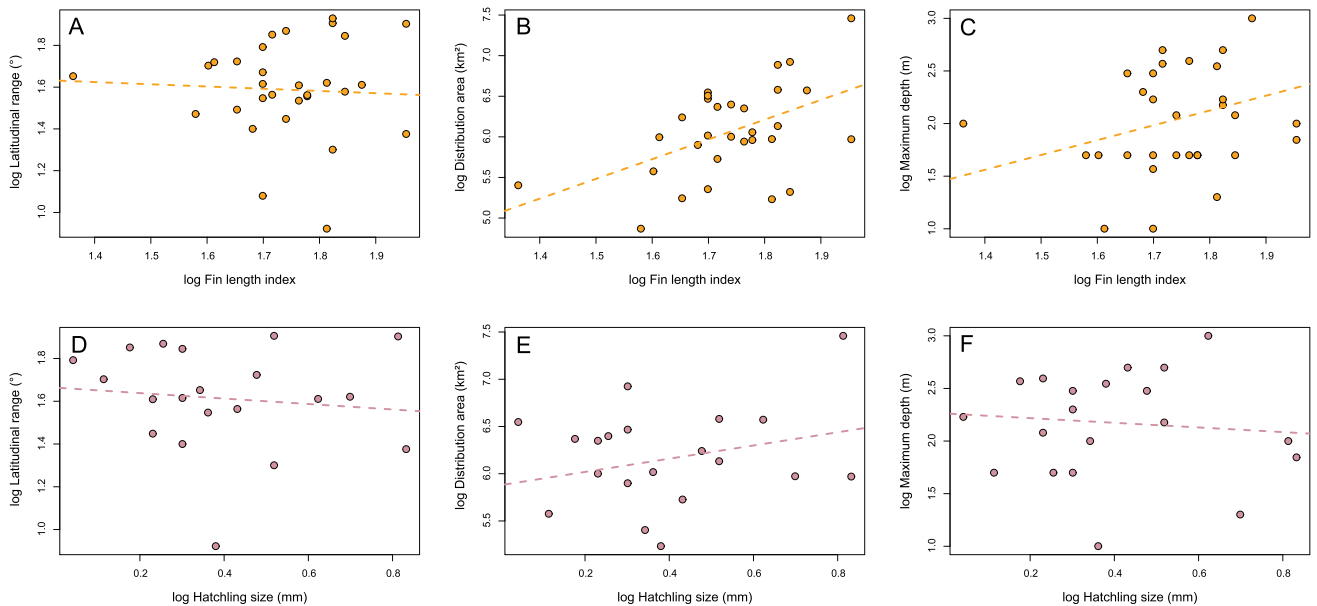 A
log Latitudinal range (°)
1.0 1.2 1.4 1.6 1.8
1.4 1.5 1.6 1.7 1.8 1.9
log Fin length index
B
log Distribution area (km²)
5.0 5.5 6.0 6.5 7.0 7.5
1.4 1.5 1.6 1.7 1.8 1.9
log Fin length index
C
log Maximum depth (m)
1.0 1.5 2.0 2.5 3.0
1.4 1.5 1.6 1.7 1.8 1.9
log Fin length index
D
log Latitudinal range (°)
1.0 1.2 1.4 1.6 1.8
0.2 0.4 0.6 0.8
log Hatchling size (mm)
E
log Distribution area (km²)
5.5 6.0 6.5 7.0 7.5
0.2 0.4 0.6 0.8
log Hatchling size (mm)
F
log Maximum depth (m)
1.0 1.5 2.0 2.5 3.0
0.2 0.4 0.6 0.8
log Hatchling size (mm)